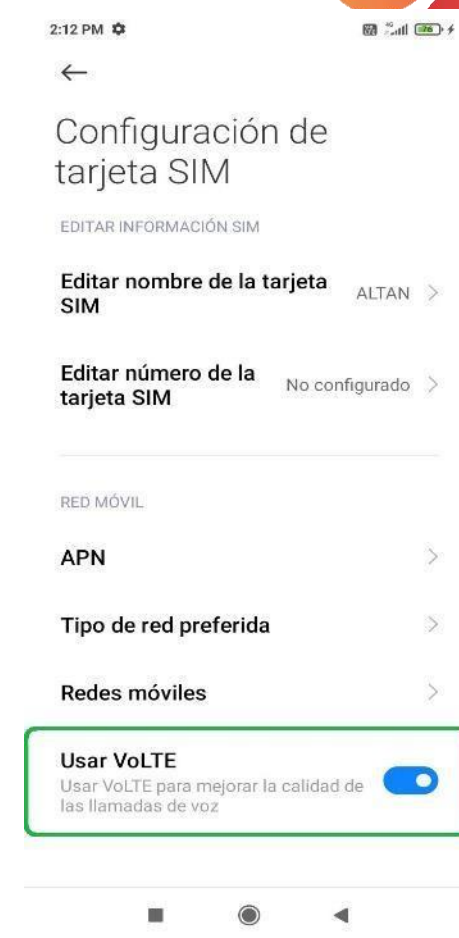 2:12 PM
4G 76
Configuración de
tarjeta SIM
EDITAR INFORMACIÓN SIM
Editar nombre de la tarjeta
SIM
ALTAN
Editar número de la
tarjeta SIM
No configurado
RED MÓVIL
APN
Tipo de red preferida
Redes móviles
Usar VoLTE
Usar VoLTE para mejorar la calidad de
las llamadas de voz